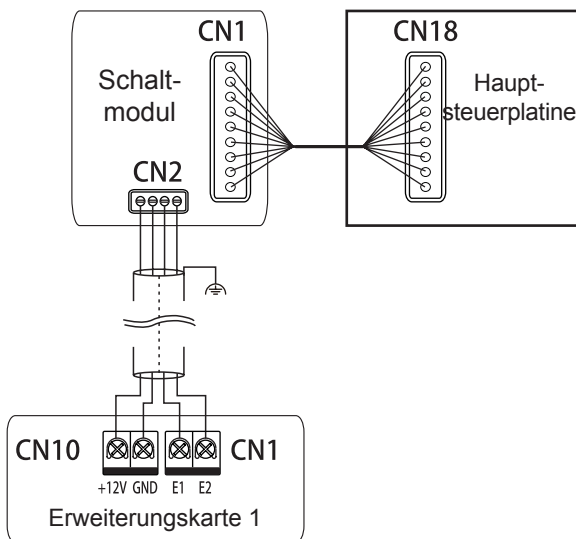 CN1
CN18
Schalt-
modul
Haupt-
steuerplatine
CN2
CN10
CN1
+12V GND E1 E2
Erweiterungskarte 1